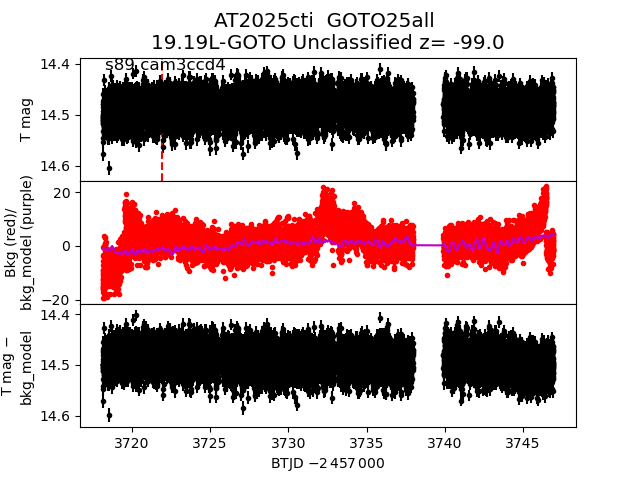 AT2025cti  GOTO25all
19.19L-GOTO Unclassified z= -99.0
s89 cam3ccd4
14.4
14.5
14.6
T mag
20
0
−20
Bkg (red)/
bkg_model (purple)
14.4
14.5
14.6
T mag −
bkg_model
3720
3725
3730
3735
3740
3745
BTJD −2 457 000